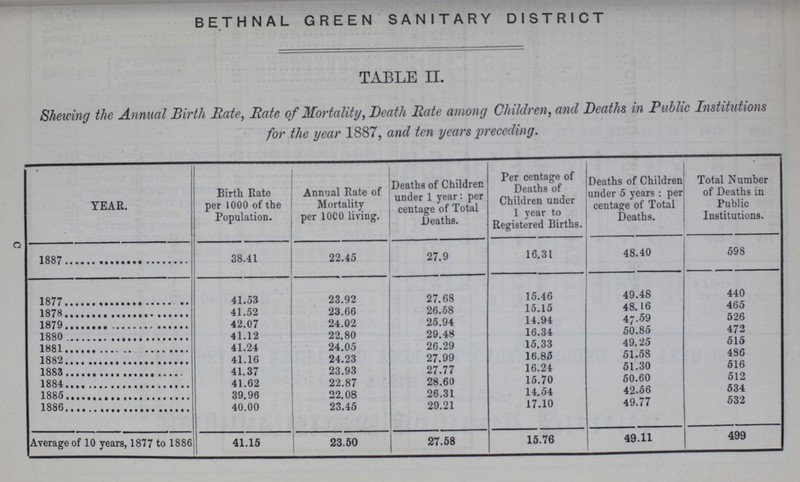 BETHNAL GREEN SANITARY DISTRICT
TABLE II.
Shewing the Annual Birth Rate, Rate of Mortality, Death Rate among Children, and Deaths in Public Institutions
for the year 1887, and ten years preceding.
YEAR. | Birth Rate per 1000 of the Population. | Annual Rate of Mortality per 1000 living. | Deaths of Children under 1 year: per centage of Total Deaths. | Per centage of Deaths of Children under 1 year to Registered Births. | Deaths of Children under 5 years : per centage of Total Deaths. | Total Number of Deaths in Public Institutions.
1887 | 38.41 | 22.45 | 27.9 | 16.31 | 48.40 | 598
1877 | 41.53 | 23.92 | 27.68 | 15.46 | 49.48 | 440
1878 | 41.52 | 23.66 | 26.58 | 15.15 | 48.16 | 465
1879 | 42.07 | 24.02 | 25.94 | 14.94 | 47.59 | 526
1880 | 41.12 | 22.80 | 29.48 | 16.34 | 50.85 | 472
1881 | 41.24 | 24.05 | 26.29 | 15.33 | 49.25 | 515
1882 | 41.16 | 24.23 | 27.99 | 16.85 | 51.58 | 486
1883 | 41.37 | 23.93 | 27.77 | 16.24 | 51.30 | 516
1884 | 41.62 | 22.87 | 28.60 | 15.70 | 50.60 | 512
1885 | 39.96 | 22.08 | 26.31 | 14.54 | 42.56 | 534
1886 | 40.00 | 23.45 | 29.21 | 17.10 | 49.77 | 532
Average of 10 years, 1877 to 1886 | 41.15 | 23.50 | 27.58 | 15.76 | 49.11 | 499